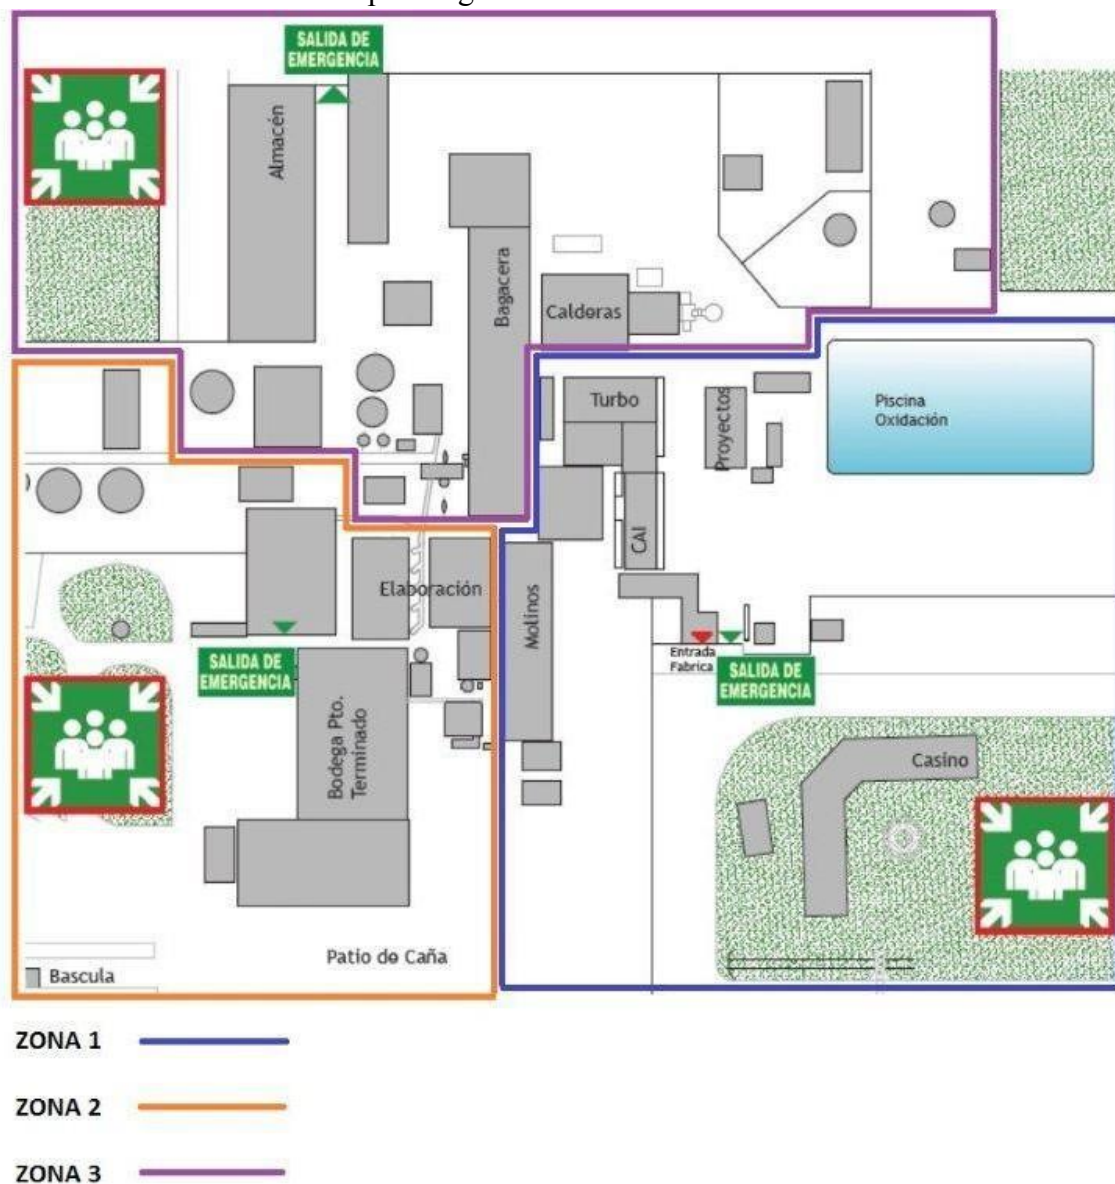 SALIDA DE
EMERGENCIA
Almacén
Bagacera
Calderas
Turbo
Proyectos
Piscina
Oxidación
CAI
Elaboración
Molinos
Entrada
Fabrica
SALIDA DE
EMERGENCIA
SALIDA DE
EMERGENCIA
Bodega Pto.
Terminado
Casino
Patio de Caña
Bascula
ZONA 1
ZONA 2
ZONA 3